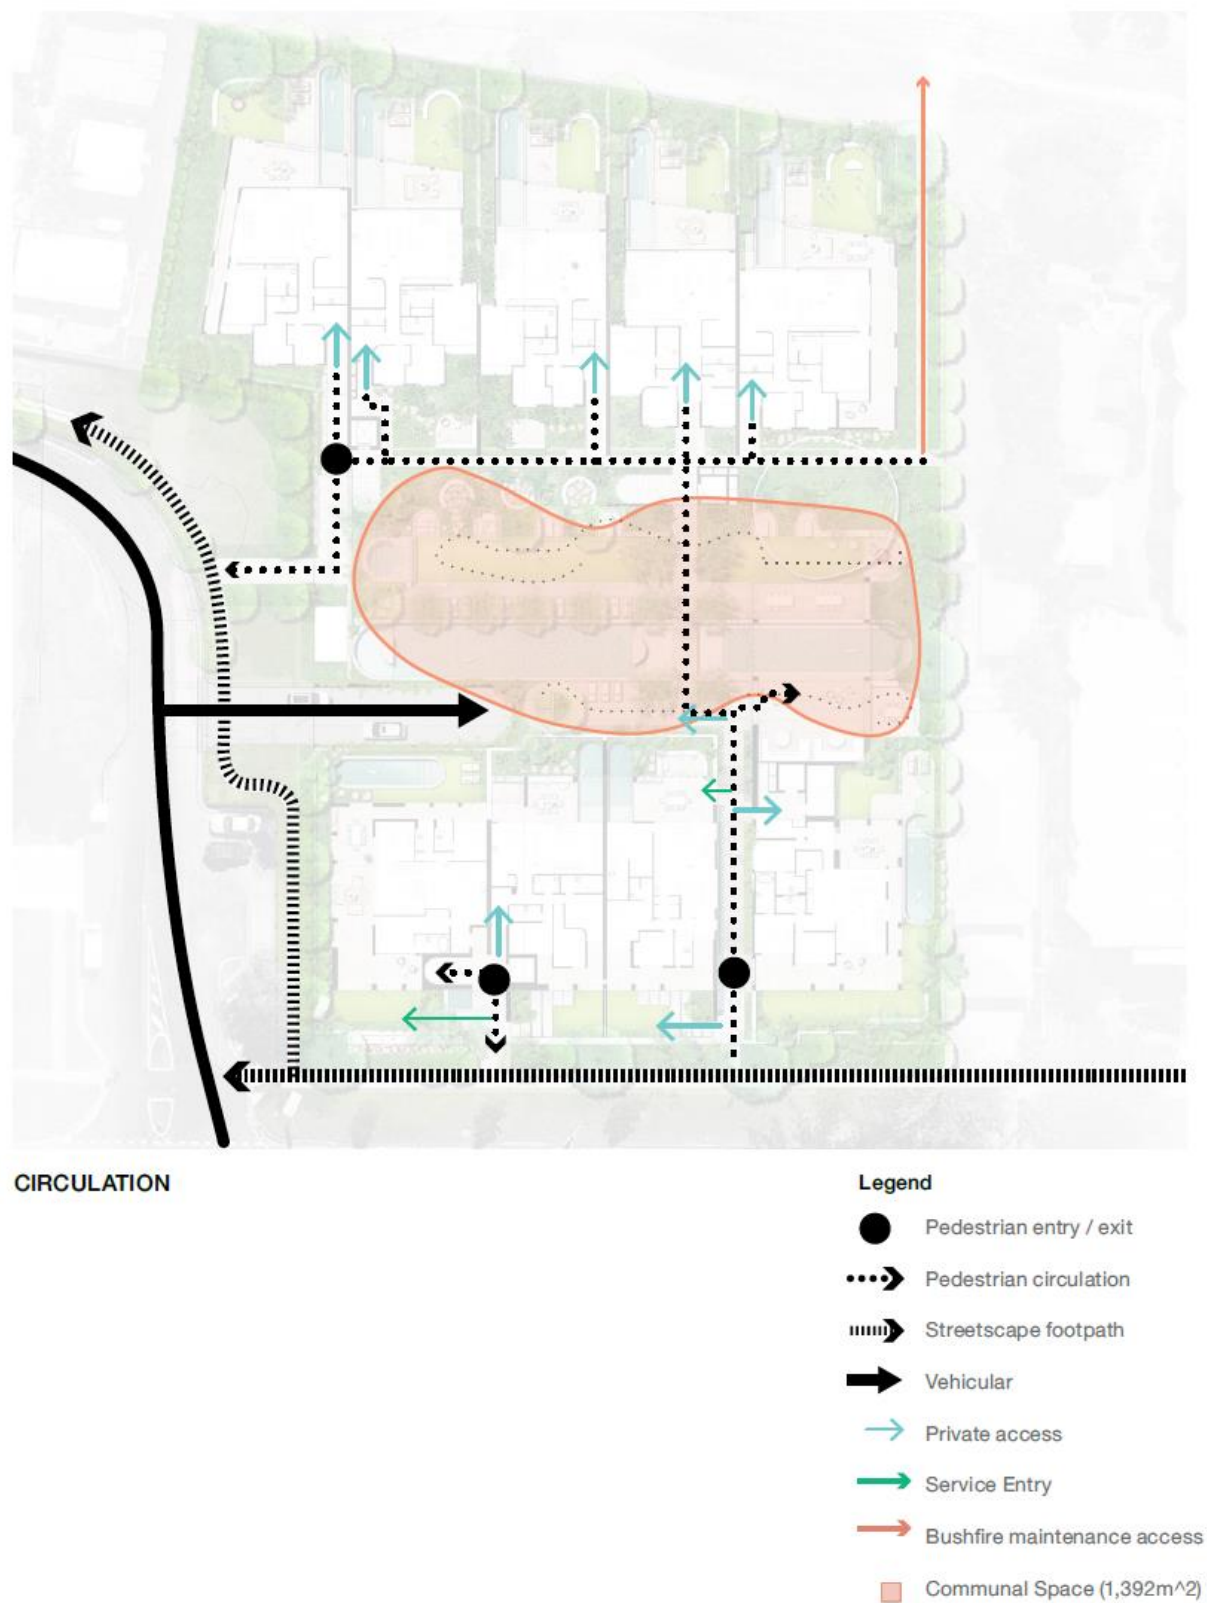 CIRCULATION
Legend
Pedestrian entry / exit
Pedestrian circulation
Streetscape footpath
Vehicular
Private access
Service Entry
Bushfire maintenance access
Communal Space (1,392m^2)